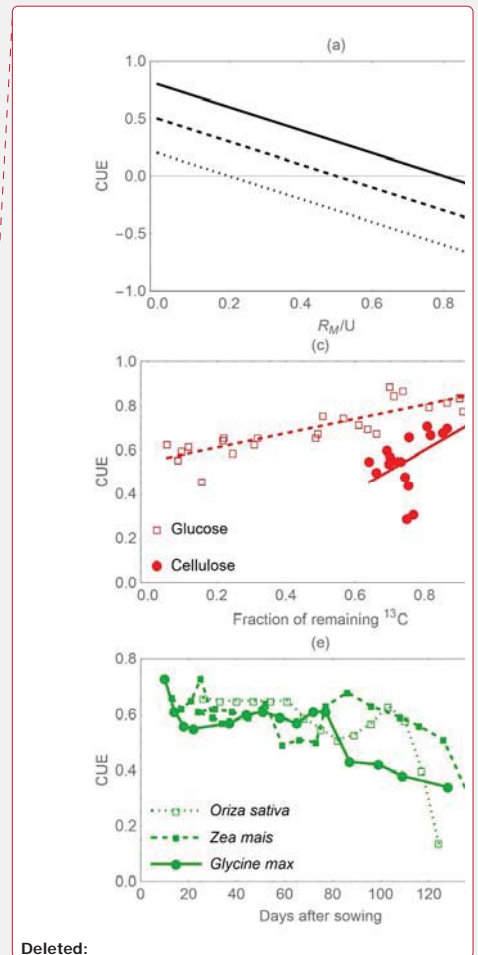 (a)
1.0
0.5
CUE
0.0
−0.5
−1.0
0.0 0.2 0.4 0.6 0.8
R_M/U
(c)
1.0
0.8
0.6
CUE
0.4
0.2
0.0
Glucose
Cellulose
0.0 0.2 0.4 0.6 0.8
Fraction of remaining ¹³C
(e)
0.8
0.6
CUE
0.4
0.2
0.0
Oriza sativa
Zea mais
Glycine max
0 20 40 60 80 100 120
Days after sowing
Deleted: